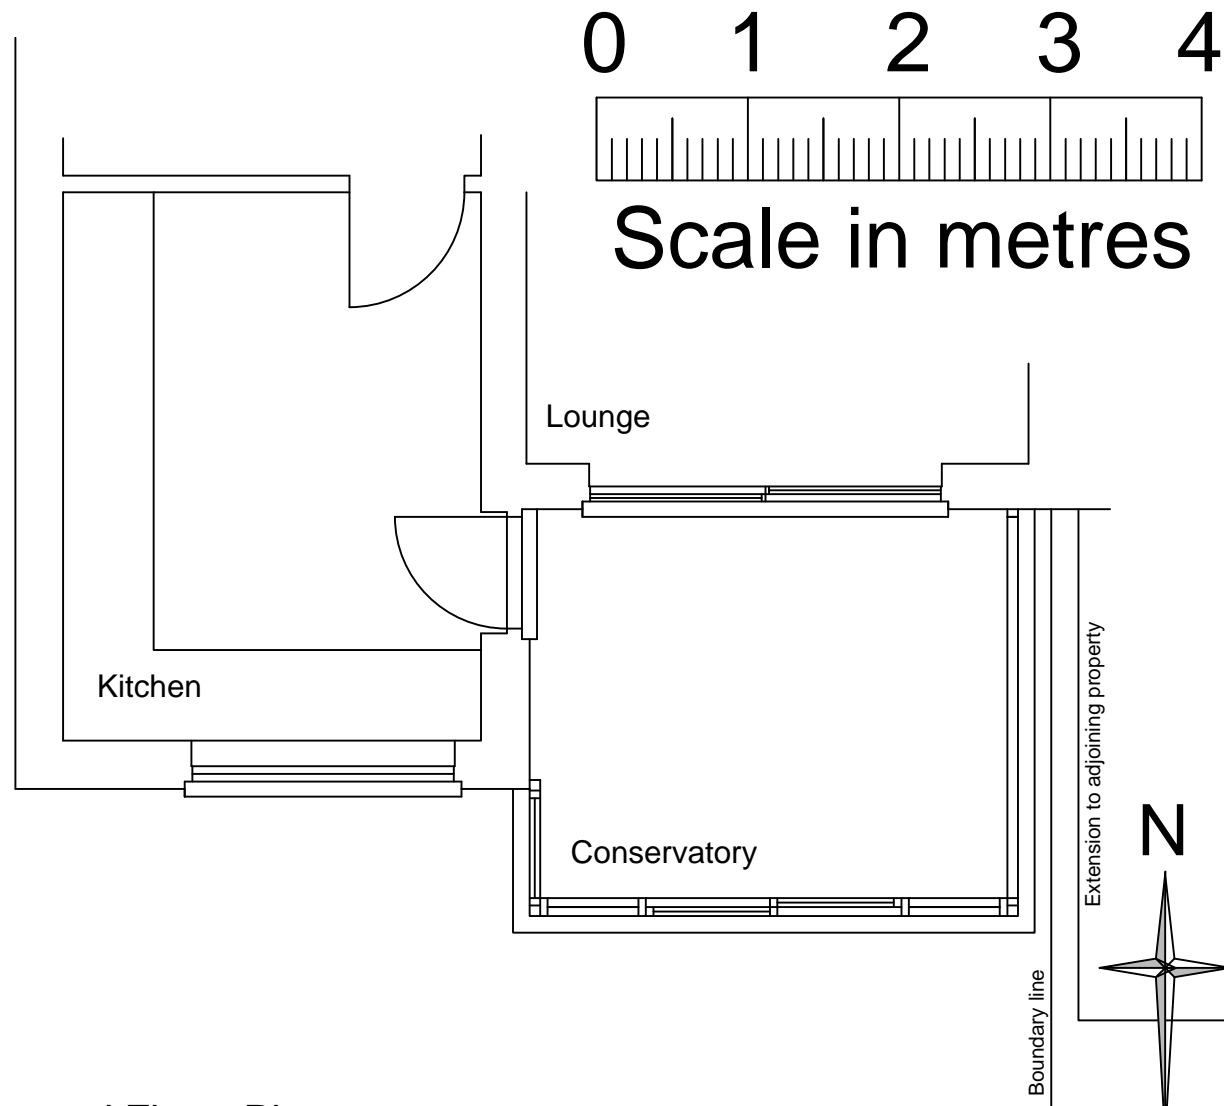 0 1 2 3 4
Scale in metres
Lounge
Kitchen
Conservatory
Extension to adjoining property
N
Boundary line